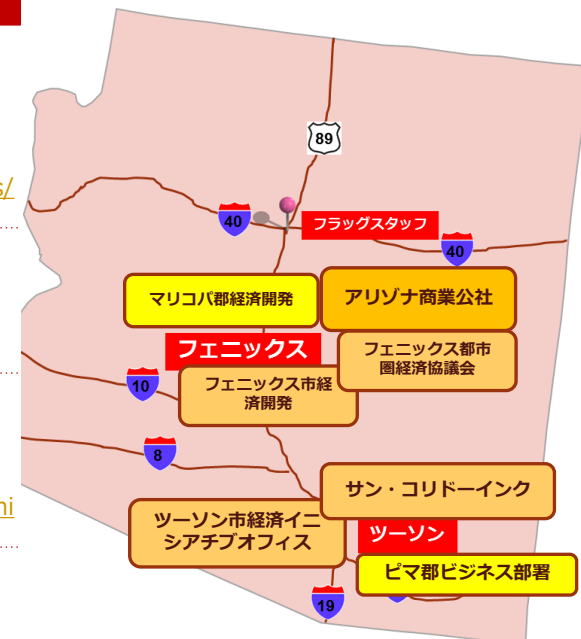 89
s/
40
フラッグスタッフ
40
マリコパ郡経済開発
アリゾナ商業公社
フェニックス
フェニックス都市
圏経済協議会
10
フェニックス市経
済開発
8
サン・コリドーインク
ni
ツーソン市経済イニ
シアチブオフィス
ツーソン
ピマ郡ビジネス部署
19